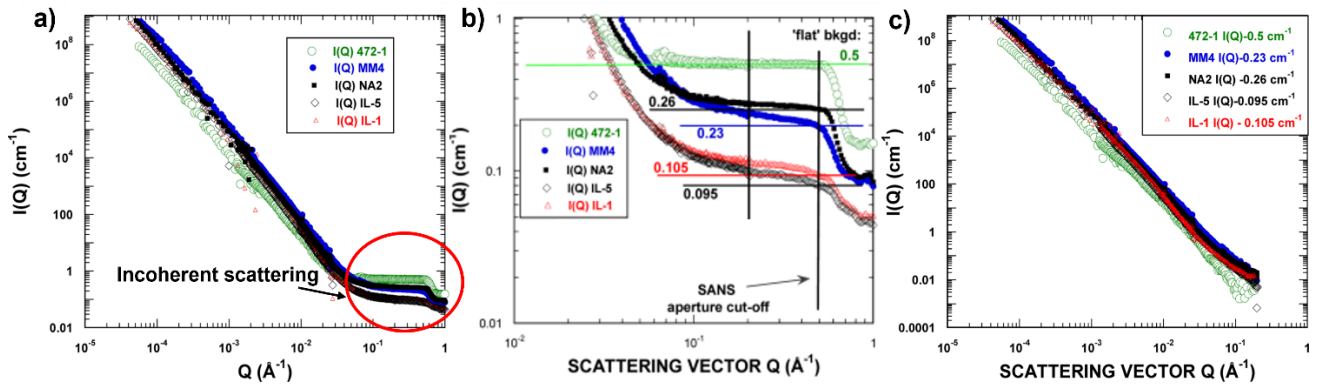 a)
I(Q) (cm⁻¹)
10⁸
10⁶
10⁴
100
1
0.01
I(Q) 472-1
I(Q) MM4
I(Q) NA2
I(Q) IL-5
I(Q) IL-1
Incoherent scattering
10⁻⁵ 10⁻⁴ 10⁻³ 10⁻² 10⁻¹ 1
Q (Å⁻¹)
b)
I(Q) (cm⁻¹)
1
0.1
0.01
'flat' bkgd:
0.5
0.26
0.23
0.105
0.095
I(Q) 472-1
I(Q) MM4
I(Q) NA2
I(Q) IL-5
I(Q) IL-1
SANS
aperture cut-off
10⁻² 10⁻¹ 1
SCATTERING VECTOR Q (Å⁻¹)
c)
I(Q) (cm⁻¹)
10⁸
10⁶
10⁴
100
1
0.01
0.0001
472-1 I(Q)-0.5 cm⁻¹
MM4 I(Q)-0.23 cm⁻¹
NA2 I(Q) -0.26 cm⁻¹
IL-5 I(Q)-0.095 cm⁻¹
IL-1 I(Q) - 0.105 cm⁻¹
10⁻⁵ 10⁻⁴ 10⁻³ 10⁻² 10⁻¹ 1
SCATTERING VECTOR Q (Å⁻¹)